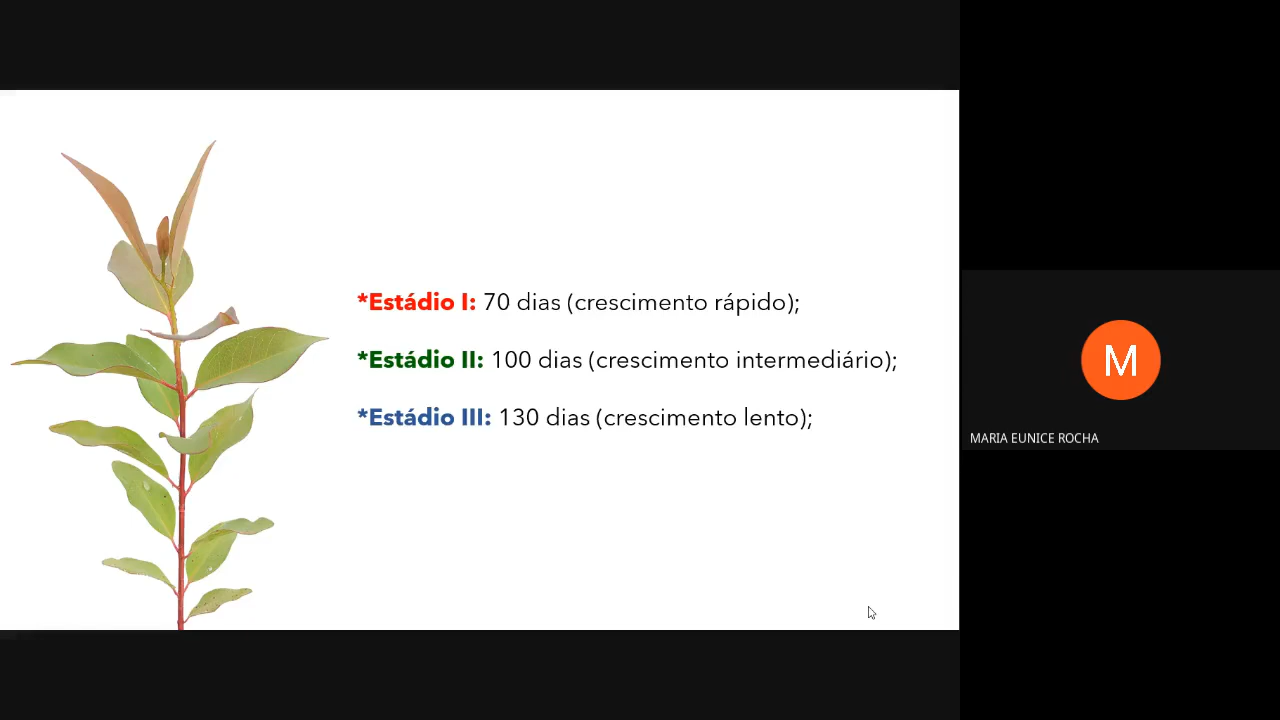 *Estádio I: 70 dias (crescimento rápido);
*Estádio II: 100 dias (crescimento intermediário);
*Estádio III: 130 dias (crescimento lento);
M
MARIA EUNICE ROCHA